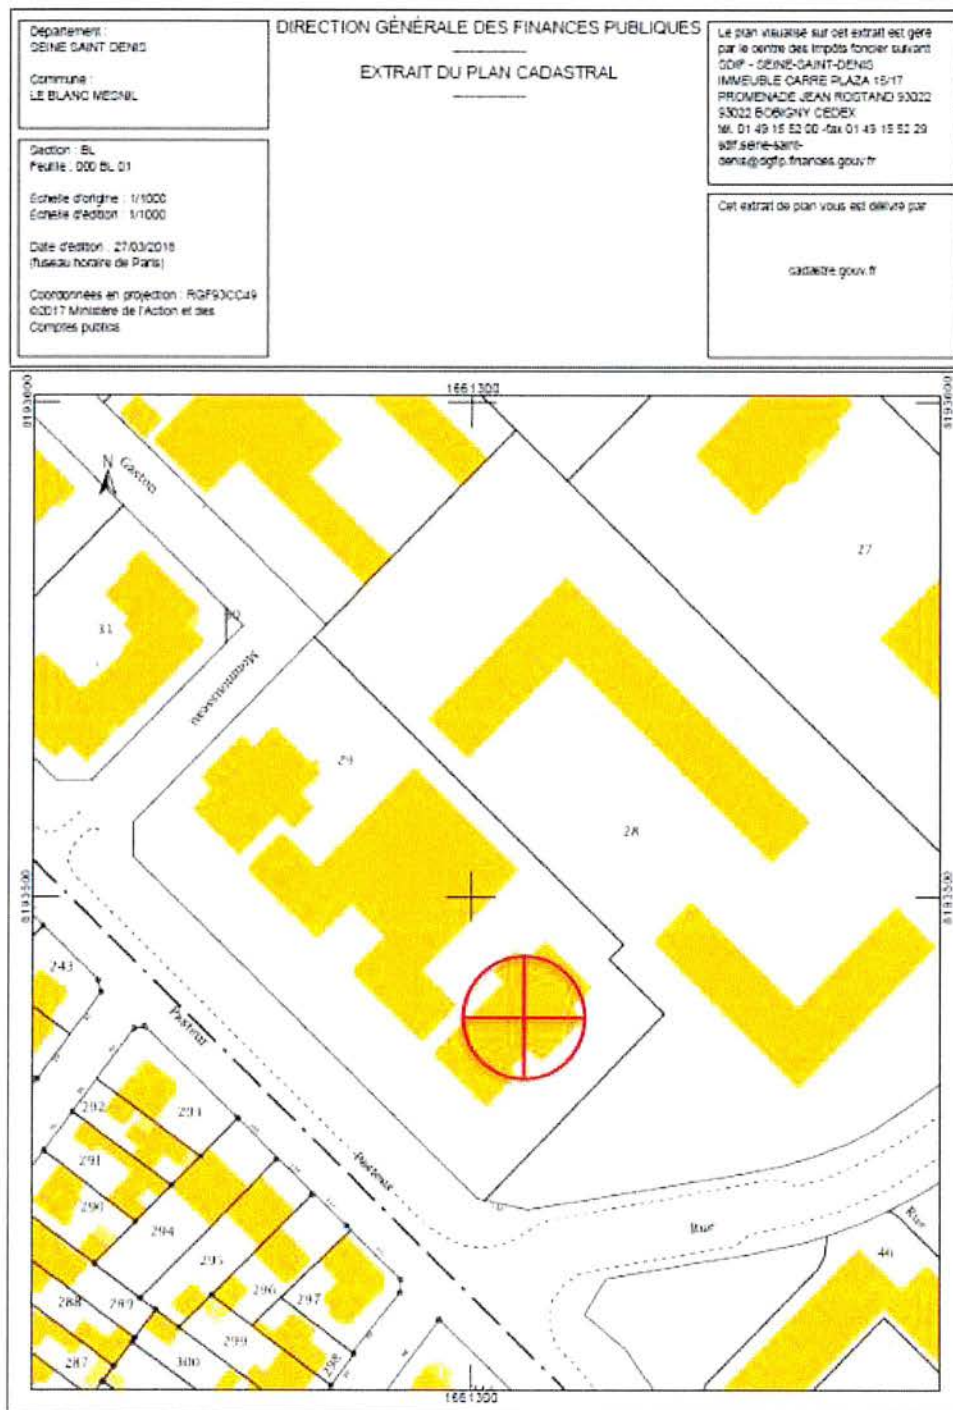 Département :
SEINE SAINT DENIS
Commune :
LE BLANC MESNIL
Section : BL
Feuille : 000 BL 01
Échelle d'origine : 1/1000
Échelle d'édition : 1/1000
Date d'édition : 27/03/2018
(fuseau horaire de Paris)
Coordonnées en projection : RGF93CC49
©2017 Ministère de l'Action et des
Comptes publics
DIRECTION GÉNÉRALE DES FINANCES PUBLIQUES
EXTRAIT DU PLAN CADASTRAL
Le plan visualisé sur cet extrait est géré
par le centre des impôts foncier suivant
SDIF - SEINE-SAINT-DENIS
IMMEUBLE CARRE PLAZA 15/17
PROMENADE JEAN ROSTAND 93022
93022 BOBIGNY CEDEX
tél. 01 49 15 52 00 -fax 01 49 15 52 29
sdif.seine-saint-
denis@dgfip.finances.gouv.fr
Cet extrait de plan vous est délivré par
cadastre.gouv.fr
1661300
8193600
8193600
N
Gaston
27
31
30
Monmousseau
29
28
8193500
8193500
243
Pasteur
292
293
291
290
294
Pasteur
Rue
Rue
46
295
296
297
288
289
299
287
300
298
1661300